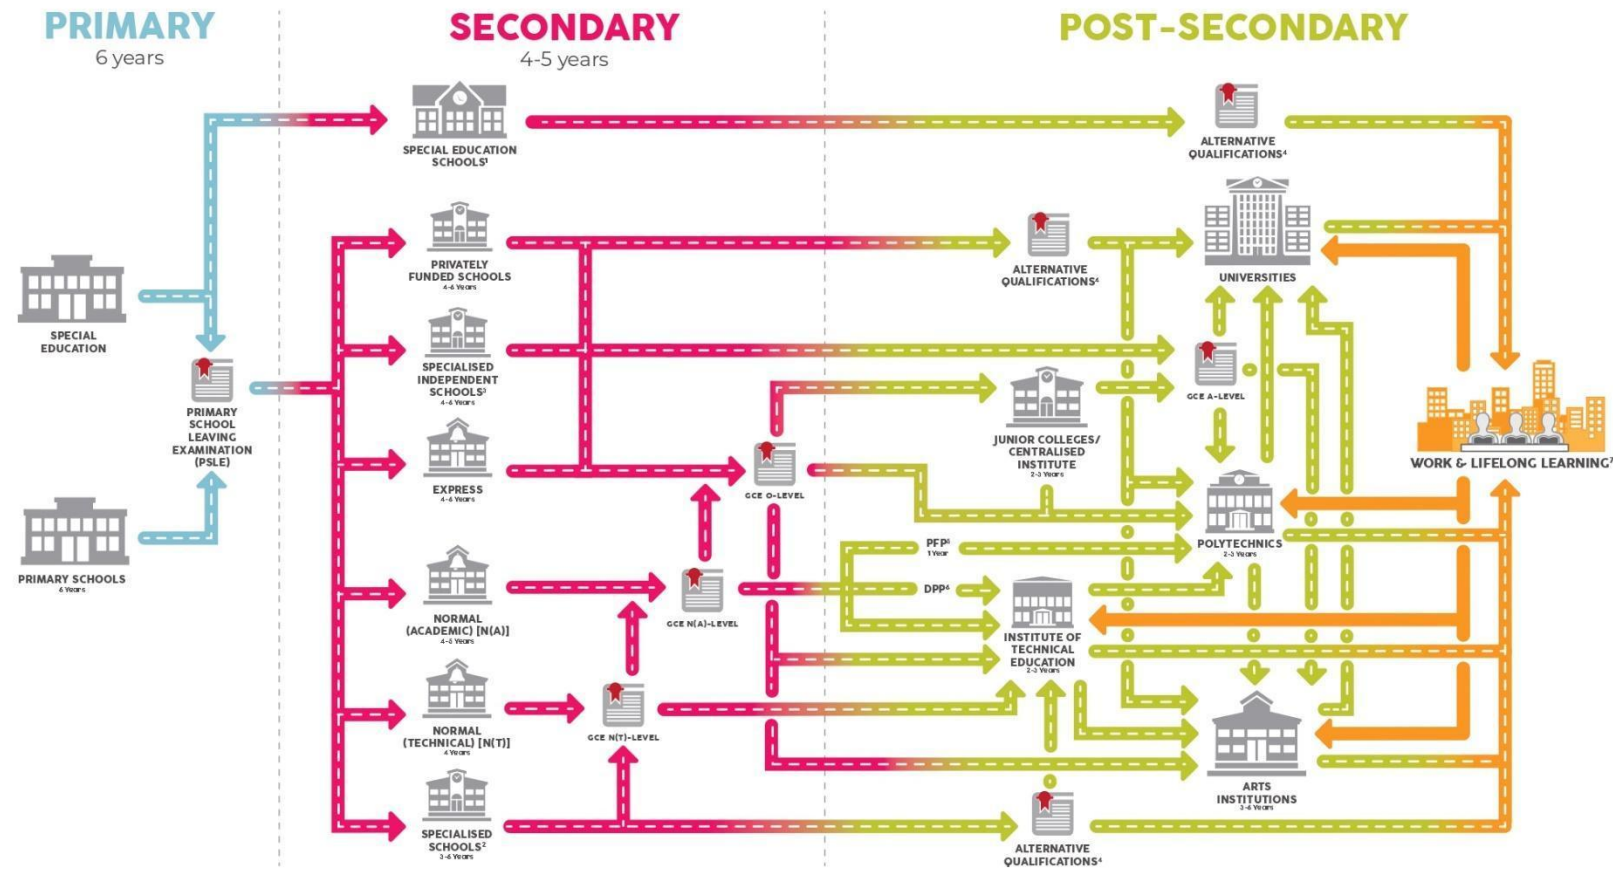 PRIMARY
6 years
SECONDARY
4-5 years
POST-SECONDARY
SPECIAL
EDUCATION
PRIMARY
SCHOOL
LEAVING
EXAMINATION
(PSLE)
PRIMARY SCHOOLS
6 Years
SPECIAL EDUCATION
SCHOOLS¹
PRIVATELY
FUNDED SCHOOLS
4-6 Years
SPECIALISED
INDEPENDENT
SCHOOLS³
4-6 Years
EXPRESS
4-6 Years
NORMAL
(ACADEMIC) [N(A)]
4-5 Years
NORMAL
(TECHNICAL) [N(T)]
4 Years
SPECIALISED
SCHOOLS²
3-6 Years
GCE O-LEVEL
GCE N(A)-LEVEL
GCE N(T)-LEVEL
ALTERNATIVE
QUALIFICATIONS⁴
ALTERNATIVE
QUALIFICATIONS⁴
JUNIOR COLLEGES/
CENTRALISED
INSTITUTE
2-3 Years
PFP⁵
1 Year
DPP⁶
INSTITUTE OF
TECHNICAL
EDUCATION
2-3 Years
ALTERNATIVE
QUALIFICATIONS⁴
UNIVERSITIES
GCE A-LEVEL
POLYTECHNICS
2-3 Years
ARTS
INSTITUTIONS
3-6 Years
WORK & LIFELONG LEARNING⁷